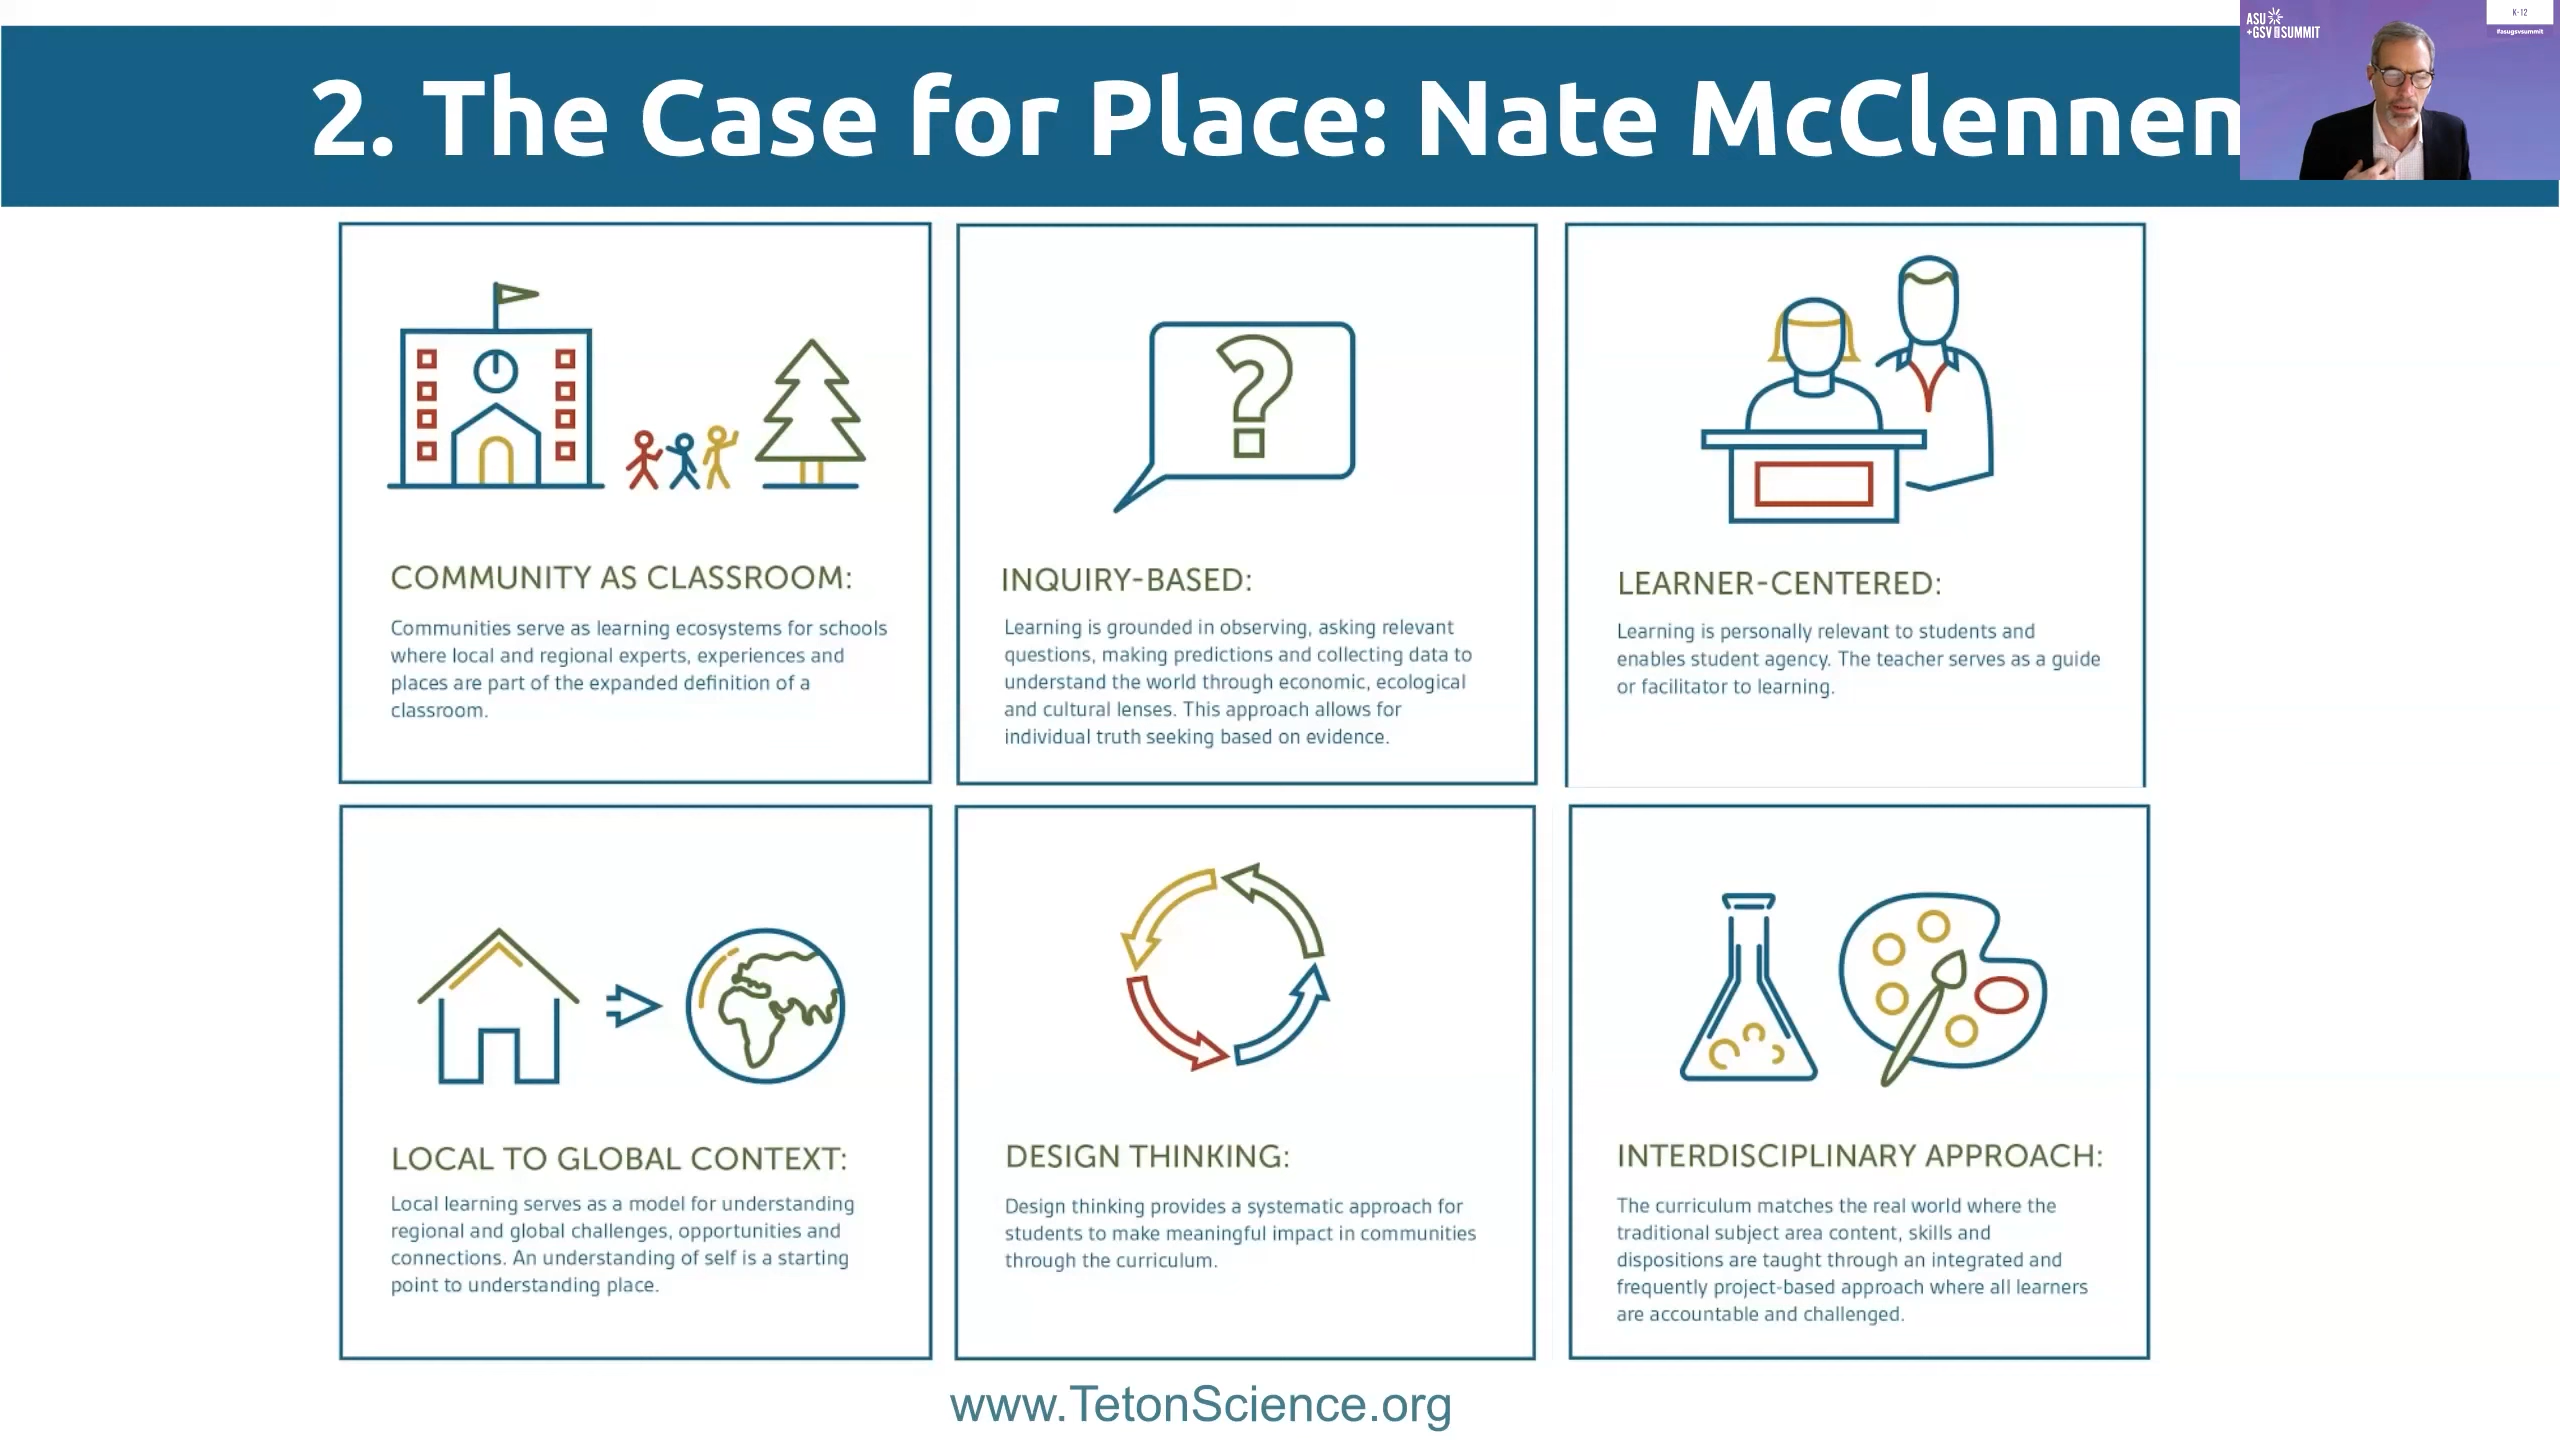 2. The Case for Place: Nate McClennen
ASU
+GSV SUMMIT
K-12
#asugsvsummit
COMMUNITY AS CLASSROOM:
Communities serve as learning ecosystems for schools
where local and regional experts, experiences and
places are part of the expanded definition of a
classroom.
INQUIRY-BASED:
Learning is grounded in observing, asking relevant
questions, making predictions and collecting data to
understand the world through economic, ecological
and cultural lenses. This approach allows for
individual truth seeking based on evidence.
LEARNER-CENTERED:
Learning is personally relevant to students and
enables student agency. The teacher serves as a guide
or facilitator to learning.
LOCAL TO GLOBAL CONTEXT:
Local learning serves as a model for understanding
regional and global challenges, opportunities and
connections. An understanding of self is a starting
point to understanding place.
DESIGN THINKING:
Design thinking provides a systematic approach for
students to make meaningful impact in communities
through the curriculum.
INTERDISCIPLINARY APPROACH:
The curriculum matches the real world where the
traditional subject area content, skills and
dispositions are taught through an integrated and
frequently project-based approach where all learners
are accountable and challenged.
www.TetonScience.org